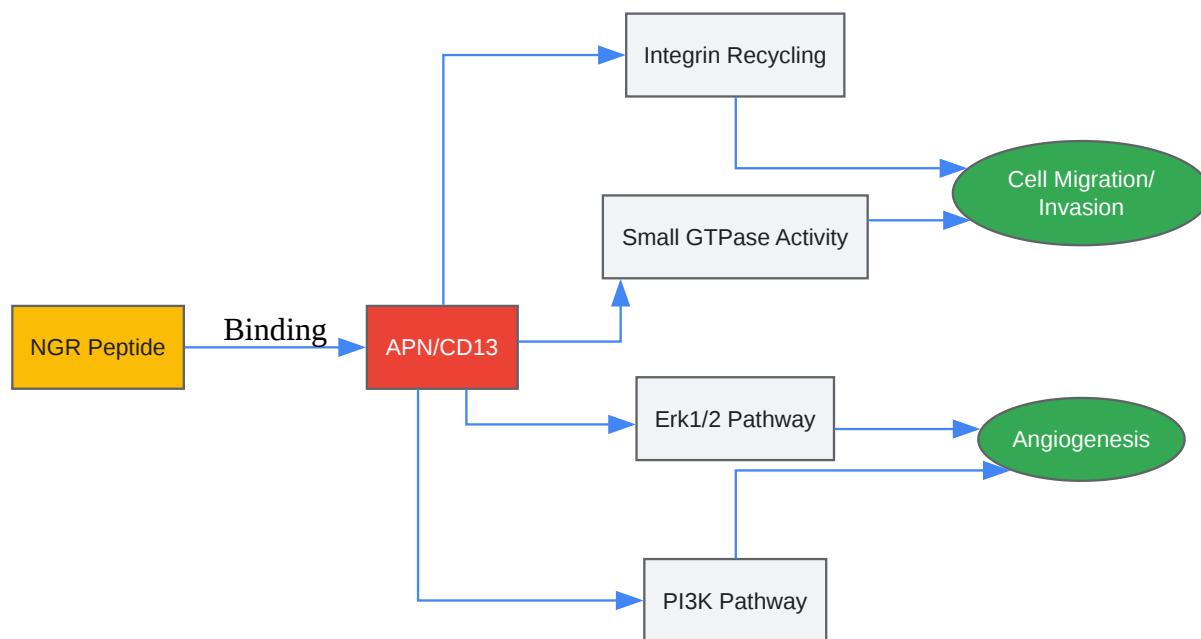 Integrin Recycling
Cell Migration/
Invasion
Small GTPase Activity
NGR Peptide
Binding
APN/CD13
Erk1/2 Pathway
Angiogenesis
PI3K Pathway